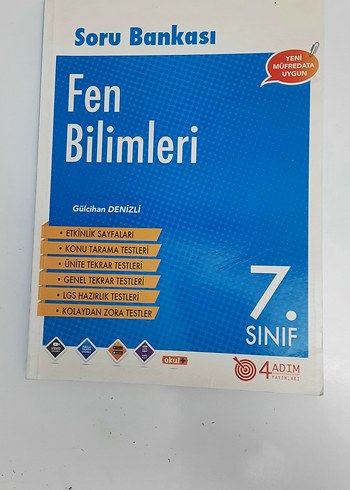 Soru Bankası
YENİ
MÜFREDATA
UYGUN
Fen
Bilimleri
Gülcihan DENİZLİ
• ETKİNLİK SAYFALARI
• KONU TARAMA TESTLERİ
• ÜNİTE TEKRAR TESTLERİ
• GENEL TEKRAR TESTLERİ
• LGS HAZIRLIK TESTLERİ
• KOLAYDAN ZORA TESTLER
7.
SINIF
4 ADIM
YAYINLARI